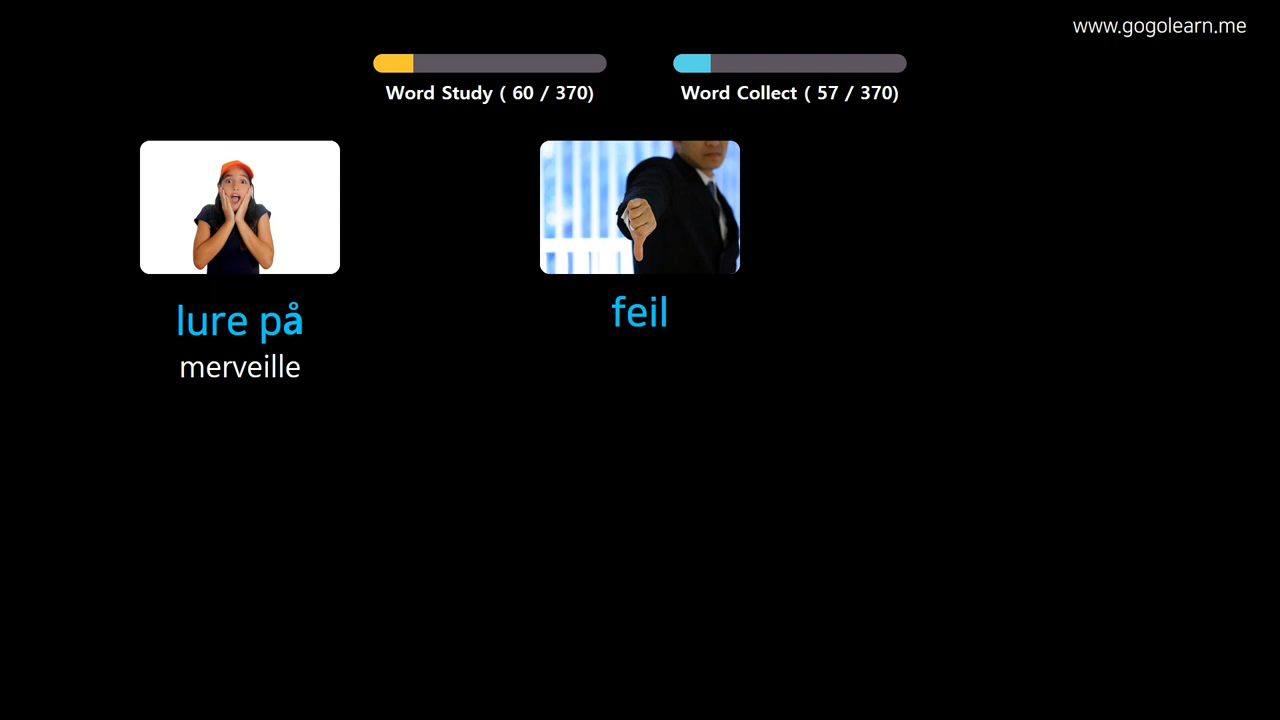 www.gogolearn.me
Word Study ( 60 / 370)
Word Collect ( 57 / 370)
lure på
merveille
feil